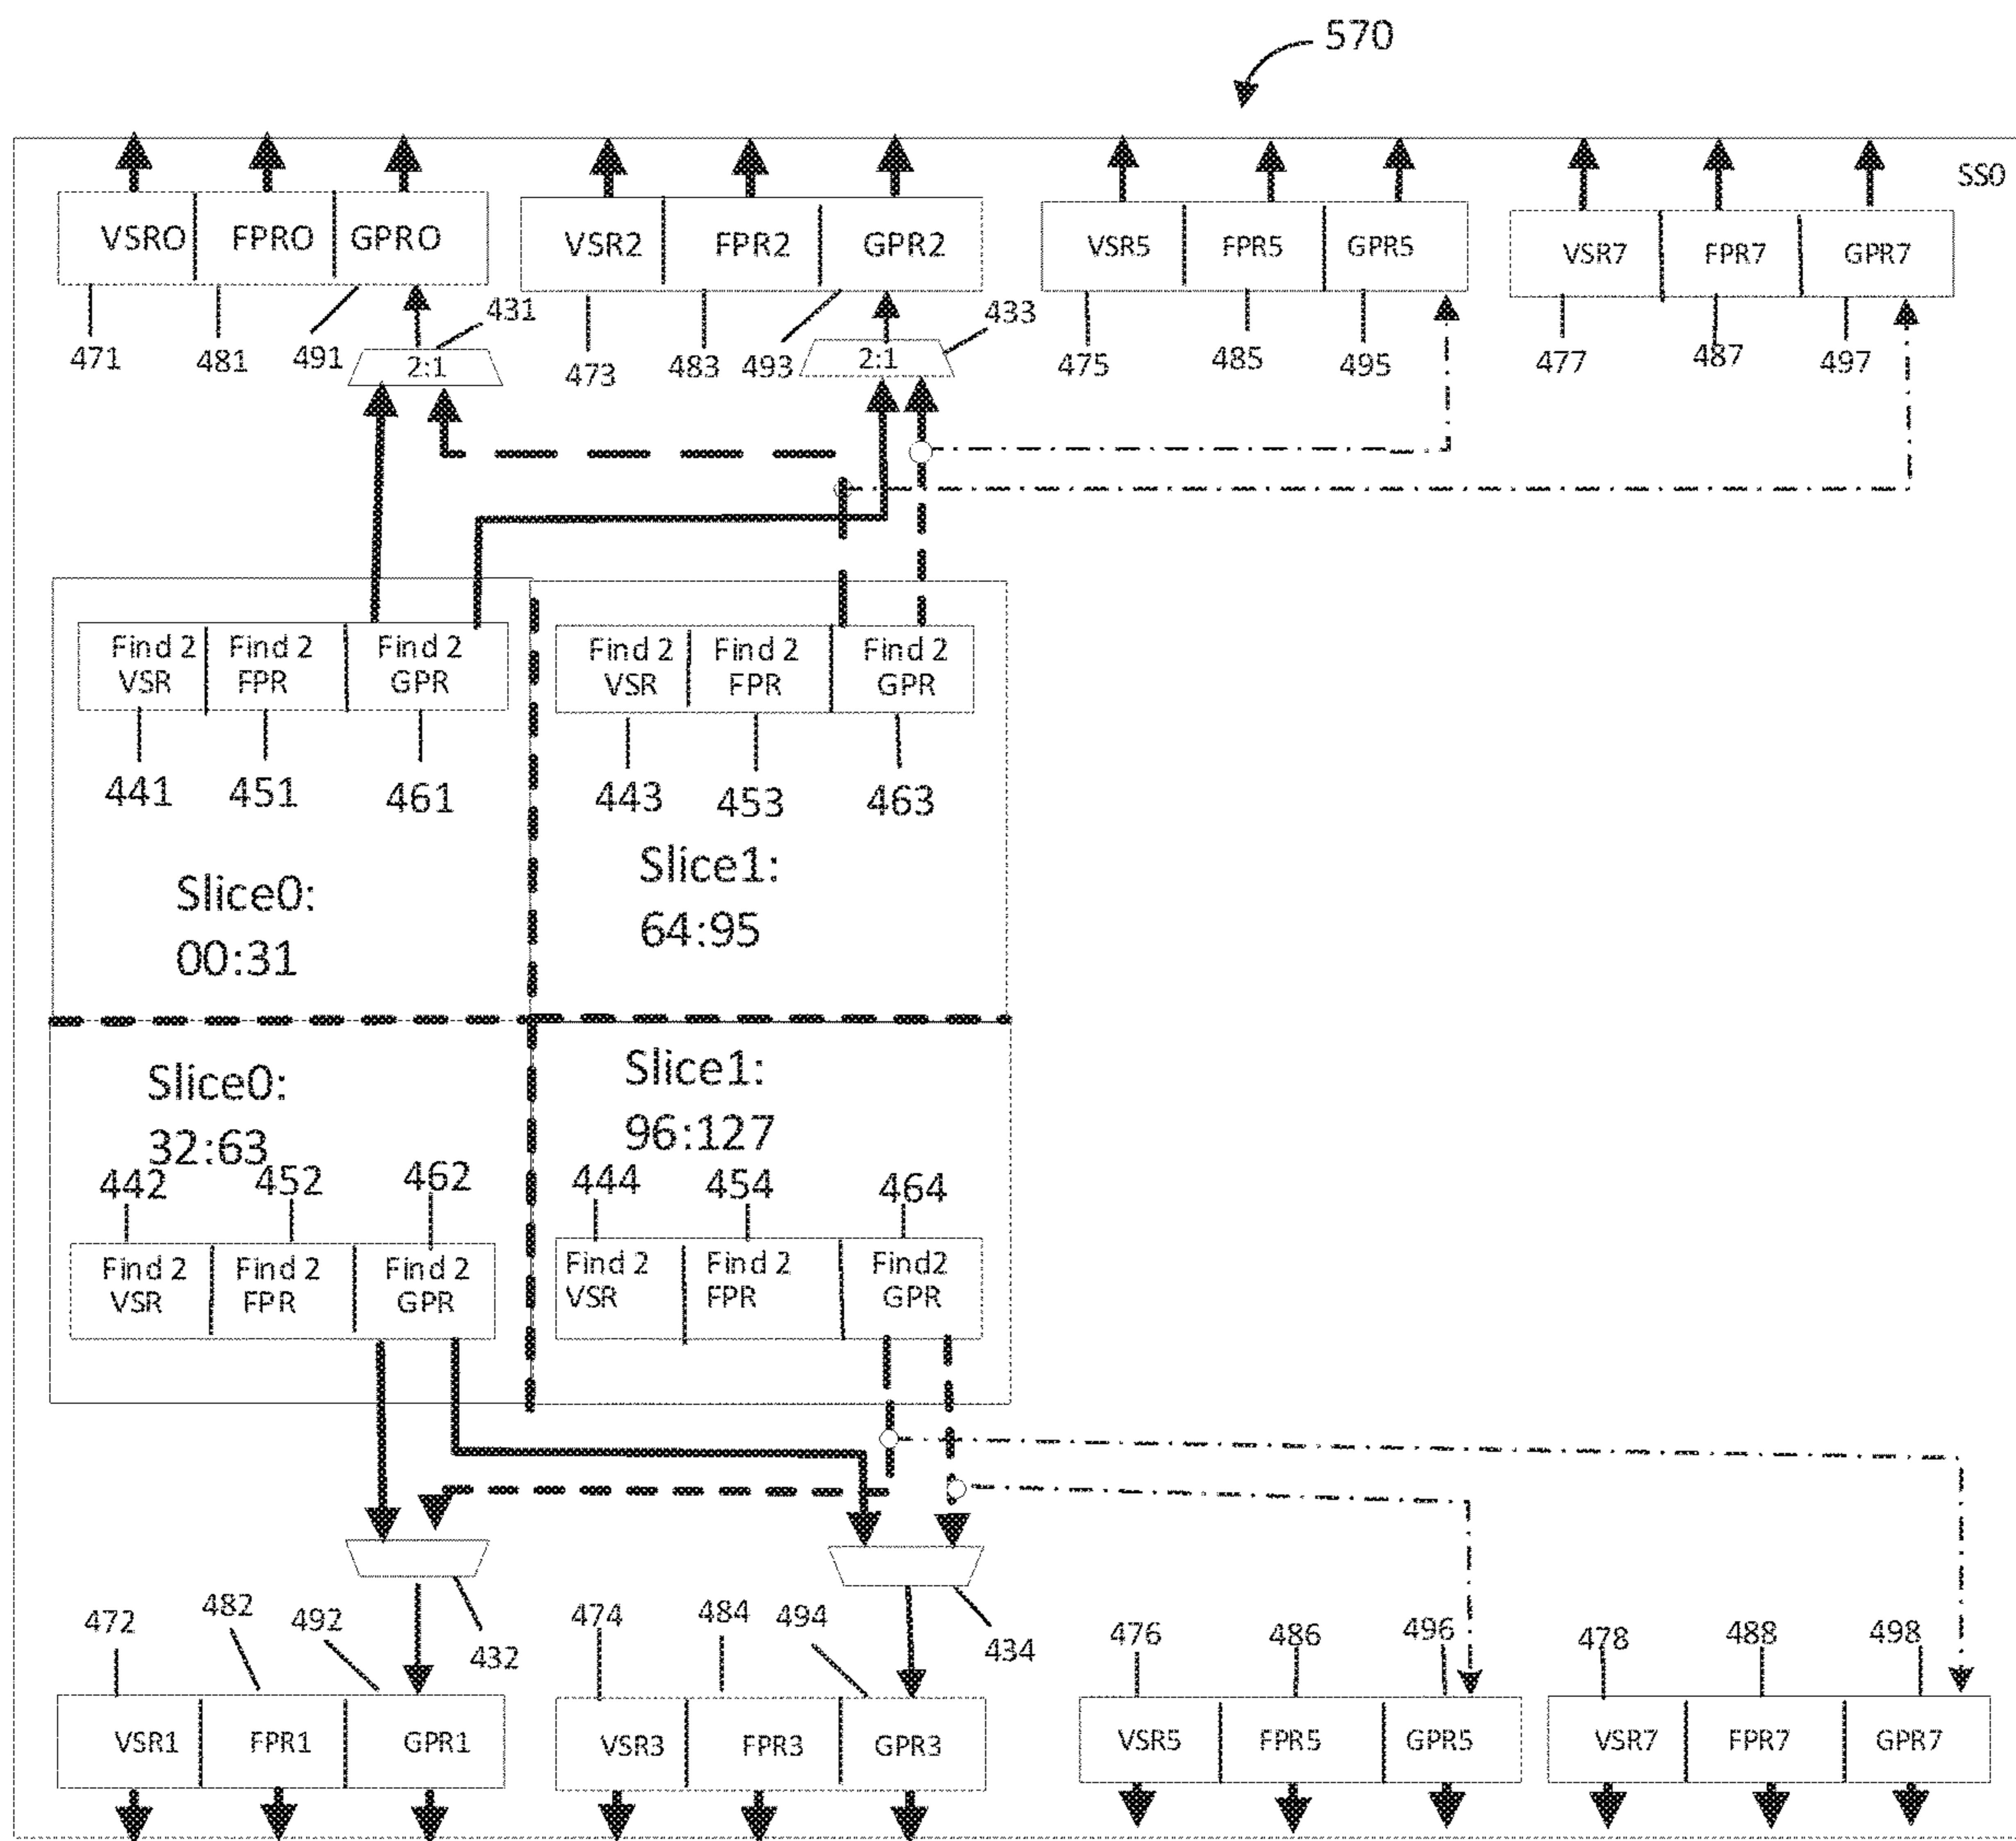 570
SS0
VSRO FPRO GPRO
VSR2 FPR2 GPR2
VSR5 FPR5 GPR5
VSR7 FPR7 GPR7
471 481 491 431
473 483 493 433
475 485 495
477 487 497
2:1
2:1
Find 2 VSR
Find 2 FPR
Find 2 GPR
Find 2 VSR
Find 2 FPR
Find 2 GPR
441 451 461
443 453 463
Slice0:
00:31
Slice1:
64:95
Slice0:
32:63
Slice1:
96:127
442 452 462
444 454 464
Find 2 VSR
Find 2 FPR
Find 2 GPR
Find 2 VSR
Find 2 FPR
Find2 GPR
472 482 492 432
474 484 494 434
476 486 496
478 488 498
VSR1 FPR1 GPR1
VSR3 FPR3 GPR3
VSR5 FPR5 GPR5
VSR7 FPR7 GPR7